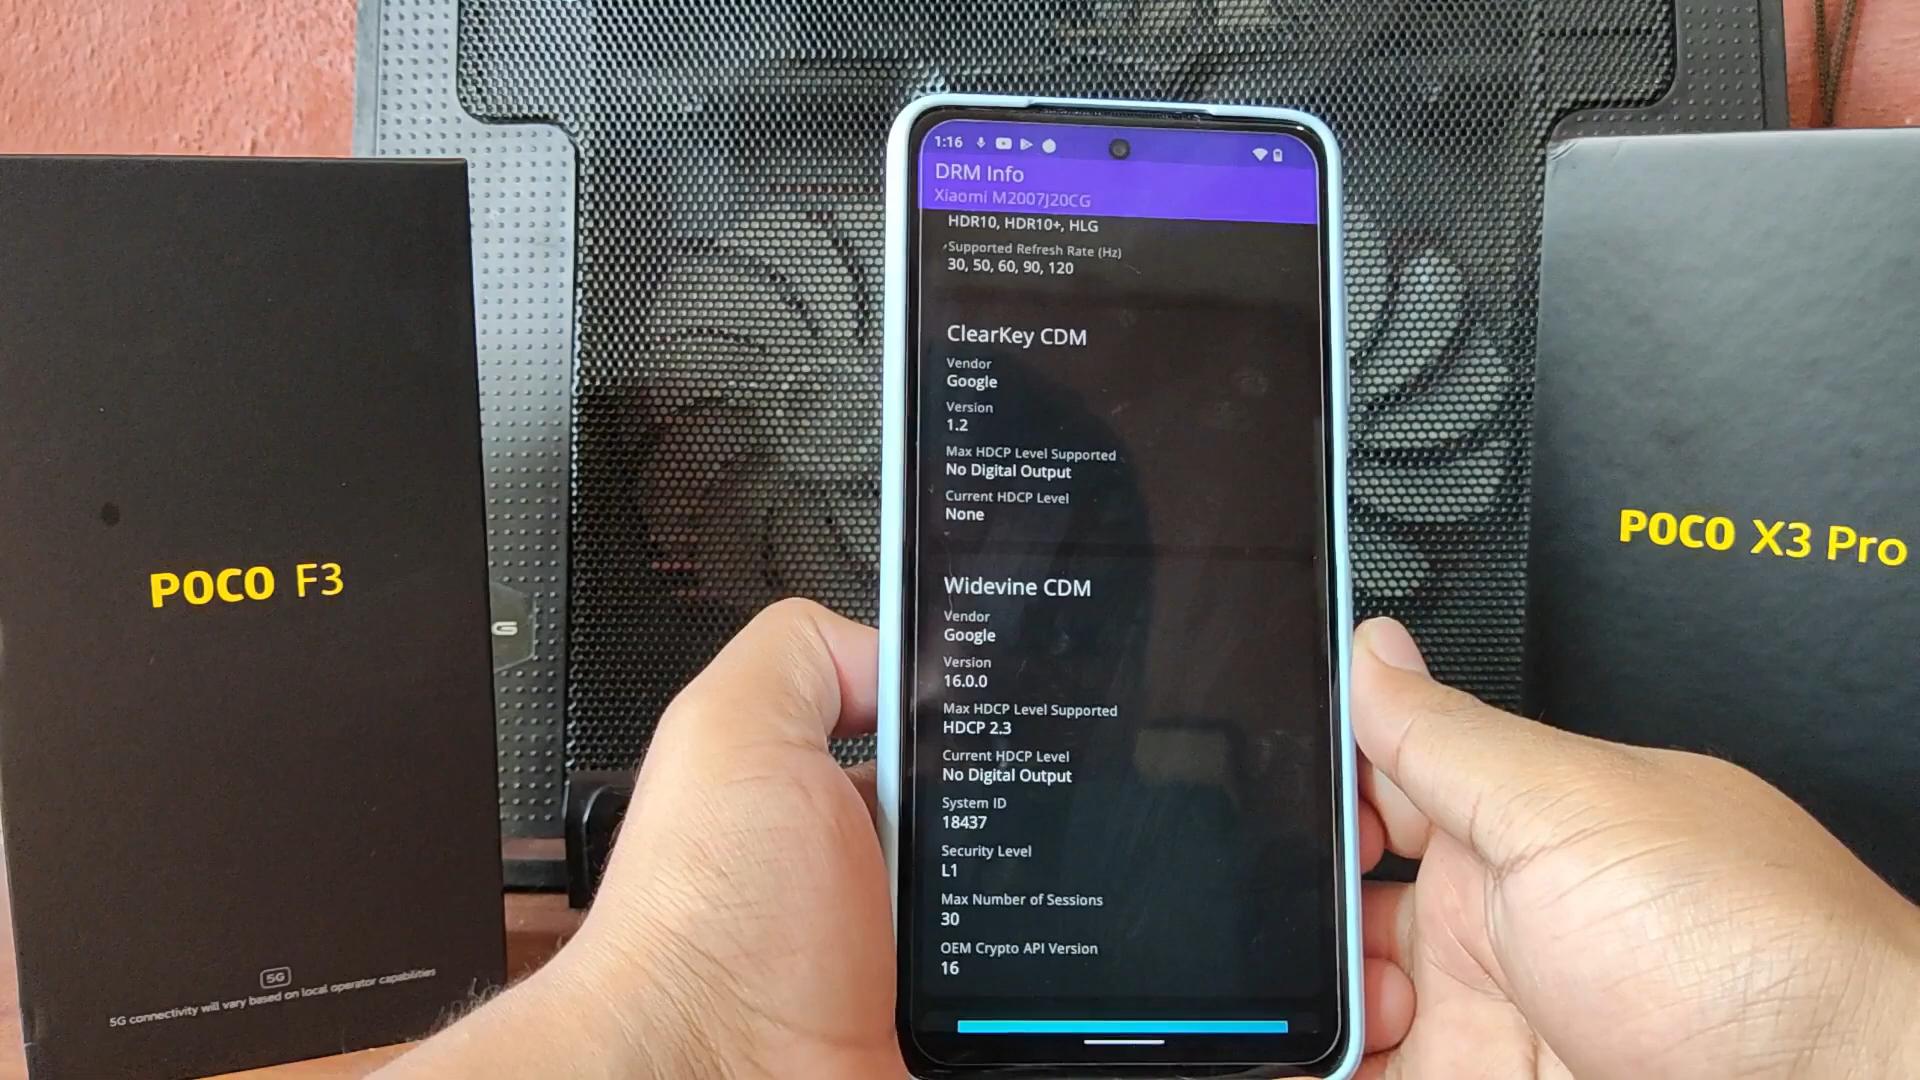 POCO F3
5G
5G connectivity will vary based on local operator capabilities
G
1:16
DRM Info
Xiaomi M2007J20CG
HDR10, HDR10+, HLG
Supported Refresh Rate (Hz)
30, 50, 60, 90, 120
ClearKey CDM
Vendor
Google
Version
1.2
Max HDCP Level Supported
No Digital Output
Current HDCP Level
None
Widevine CDM
Vendor
Google
Version
16.0.0
Max HDCP Level Supported
HDCP 2.3
Current HDCP Level
No Digital Output
System ID
18437
Security Level
L1
Max Number of Sessions
30
OEM Crypto API Version
16
POCO X3 Pro